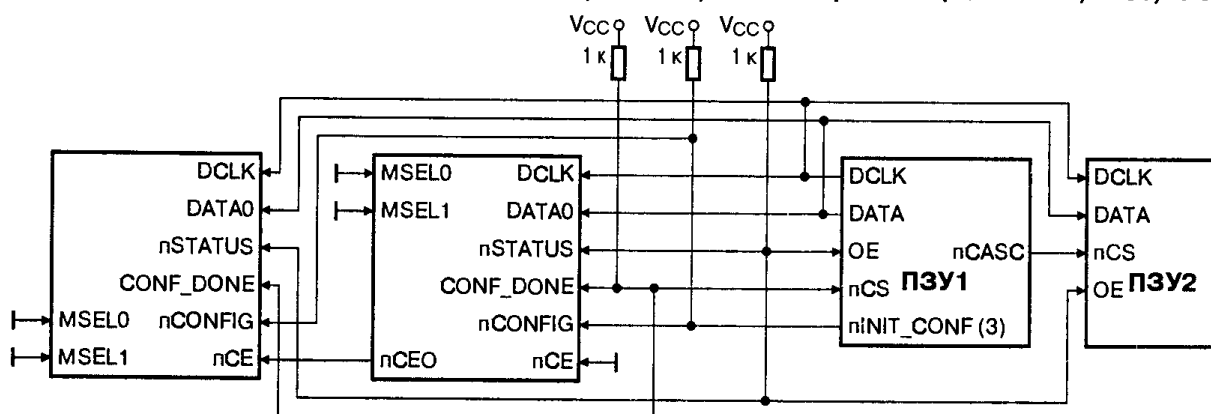 VCC
VCC
VCC
1 к
1 к
1 к
DCLK
DATA0
nSTATUS
CONF_DONE
MSEL0
nCONFIG
MSEL1
nCE
MSEL0
DCLK
MSEL1
DATA0
nSTATUS
CONF_DONE
nCONFIG
nCEO
nCE
DCLK
DATA
OE
nCASC
nCS ПЗУ1
nINIT_CONF (3)
DCLK
DATA
nCS
OE ПЗУ2